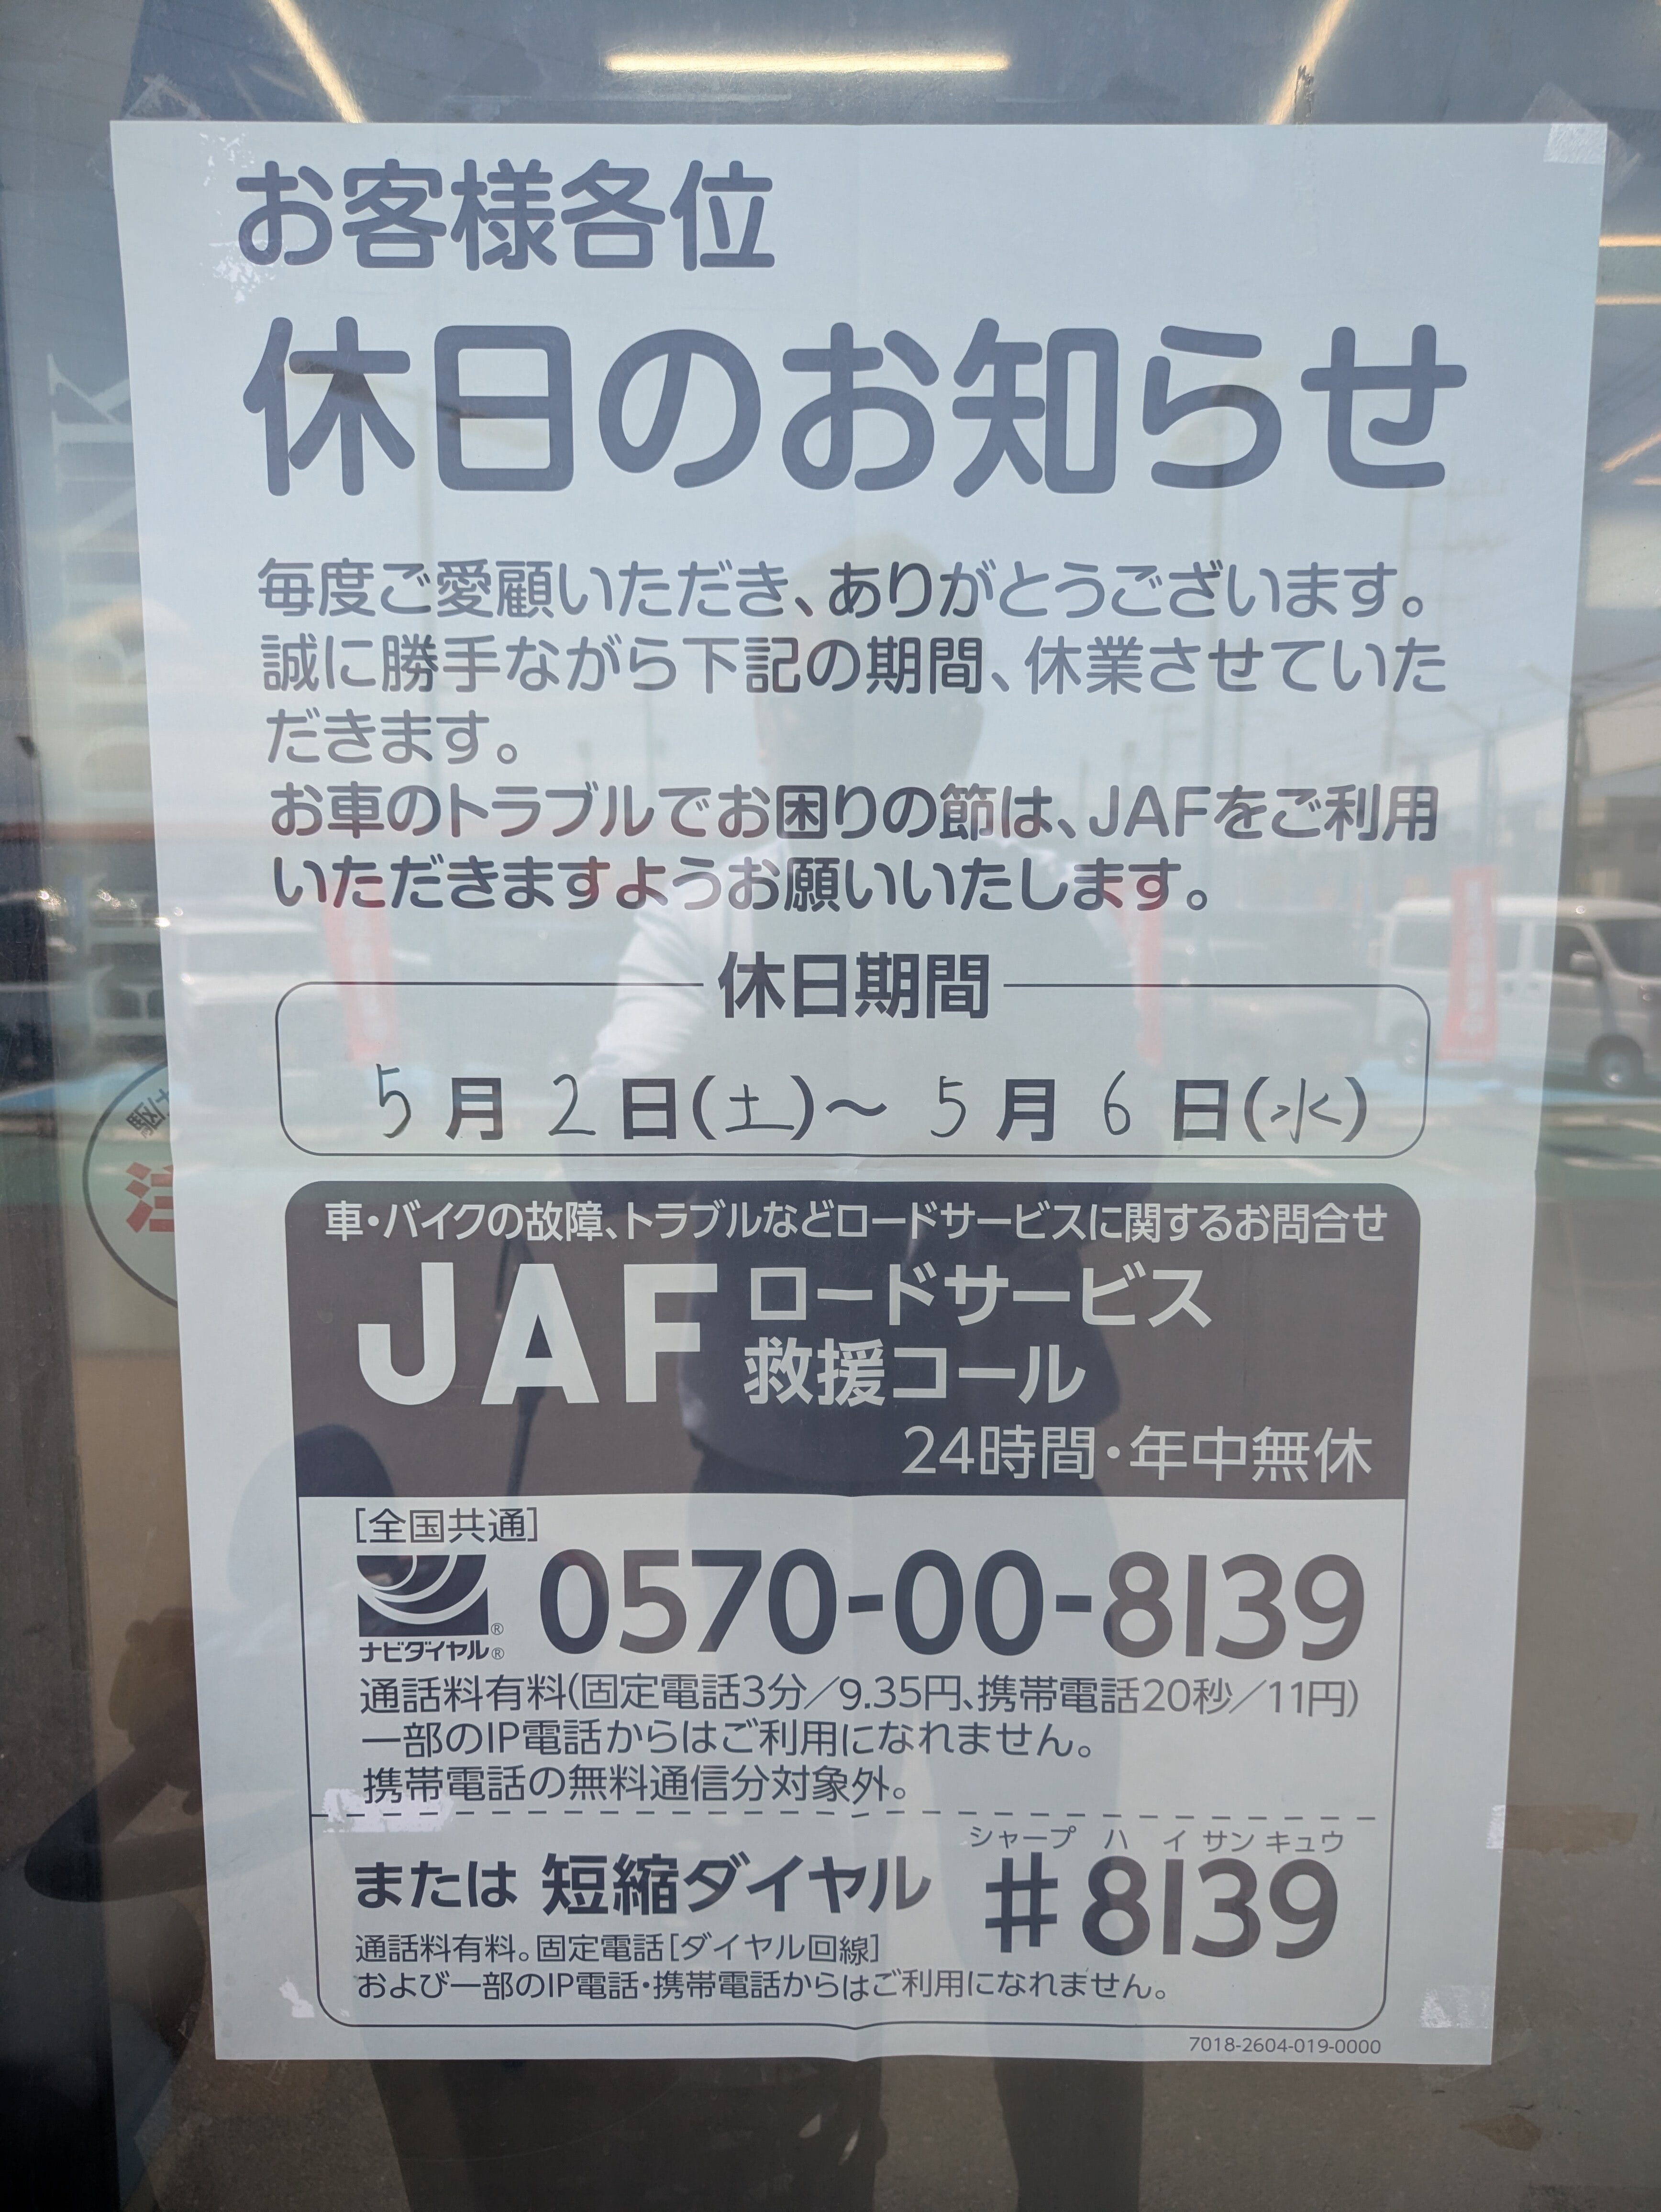 お客様各位
休日のお知らせ
毎度ご愛顧いただき、ありがとうございます。
誠に勝手ながら下記の期間、休業させていた
だきます。
お車のトラブルでお困りの節は、JAFをご利用
いただきますようお願いいたします。
休日期間
5月2日(土)～5月6日(水)
車・バイクの故障、トラブルなどロードサービスに関するお問合せ
JAF ロードサービス
救援コール
24時間・年中無休
[全国共通]
0570-00-8139
ナビダイヤル®
通話料有料(固定電話3分／9.35円、携帯電話20秒／11円)
一部のIP電話からはご利用になれません。
携帯電話の無料通信分対象外。
シャープ ハ イ サン キュウ
または 短縮ダイヤル #8139
通話料有料。固定電話[ダイヤル回線]
および一部のIP電話・携帯電話からはご利用になれません。
7018-2604-019-0000
駆け
注